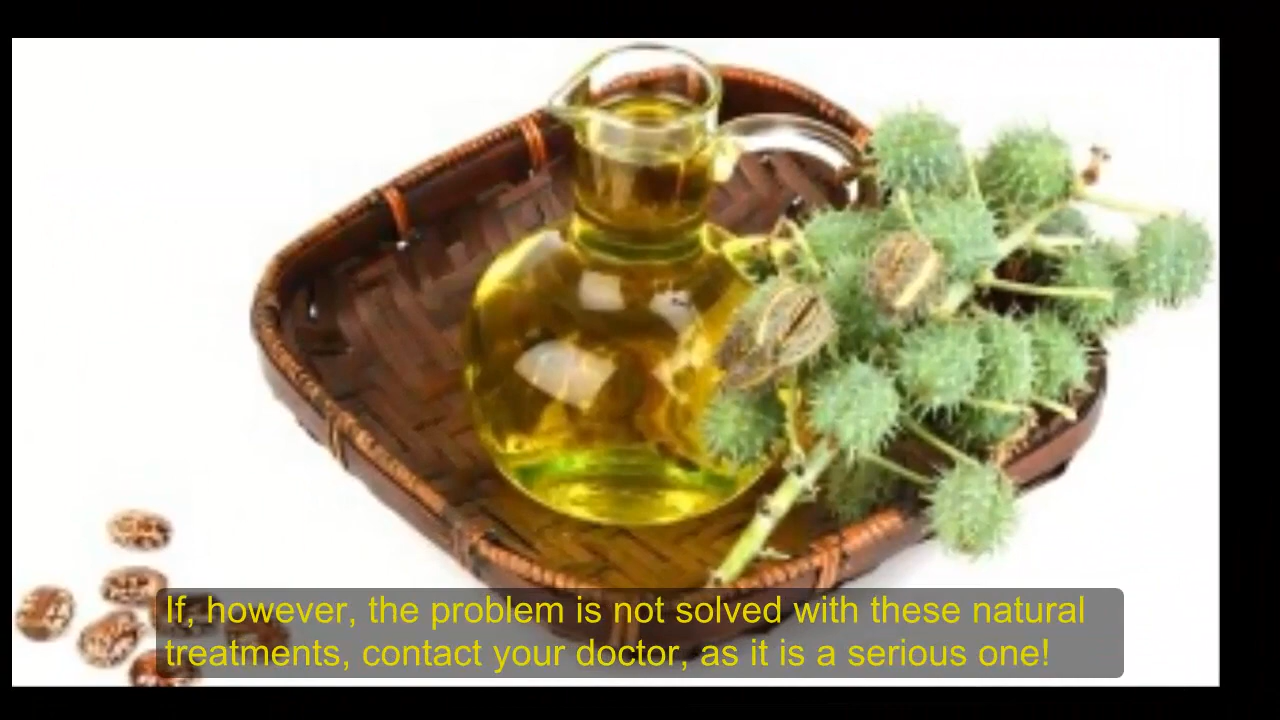 If, however, the problem is not solved with these natural
treatments, contact your doctor, as it is a serious one!